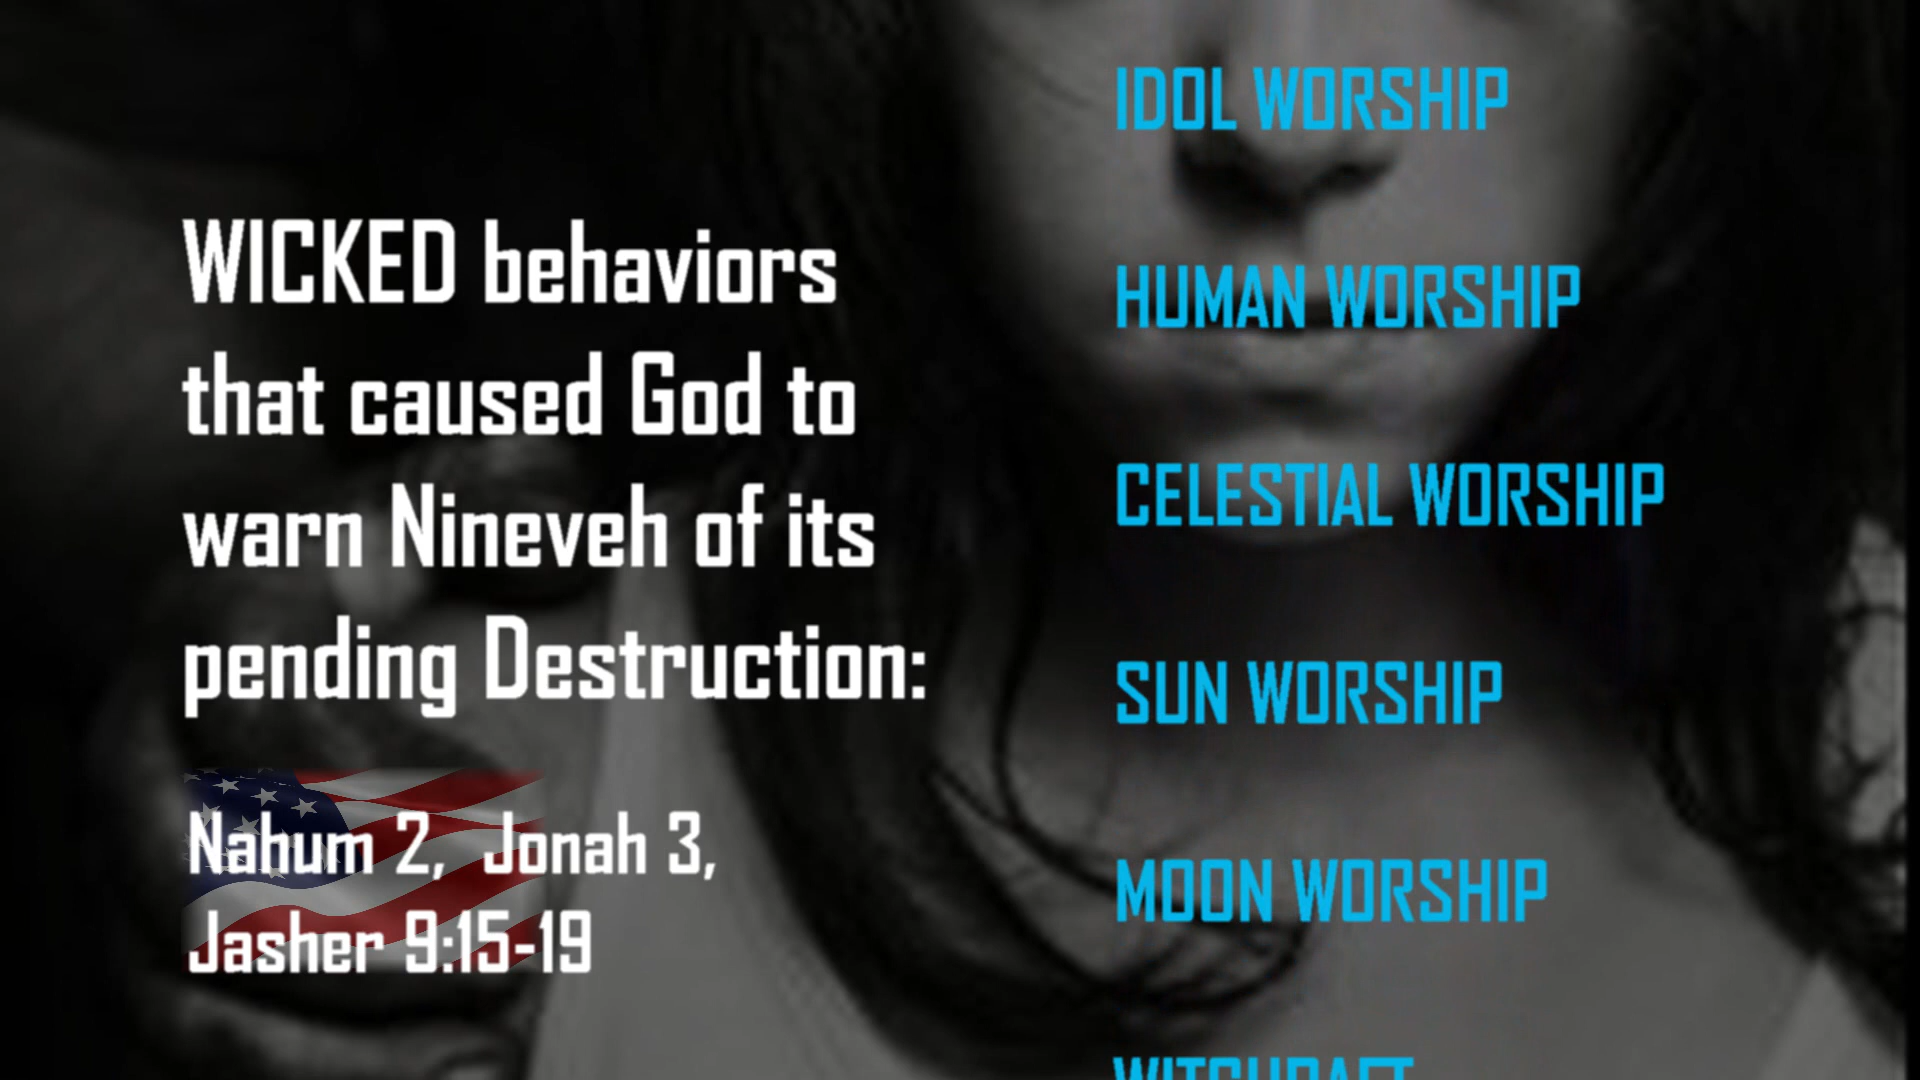 WICKED behaviors
that caused God to
warn Nineveh of its
pending Destruction:
Nahum 2, Jonah 3,
Jasher 9:15-19
IDOL WORSHIP
HUMAN WORSHIP
CELESTIAL WORSHIP
SUN WORSHIP
MOON WORSHIP
WITCHCRAFT